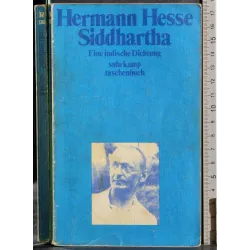 Hermann Hesse
Siddhartha
Eine indische Dichtung
suhrkamp
taschenbuch